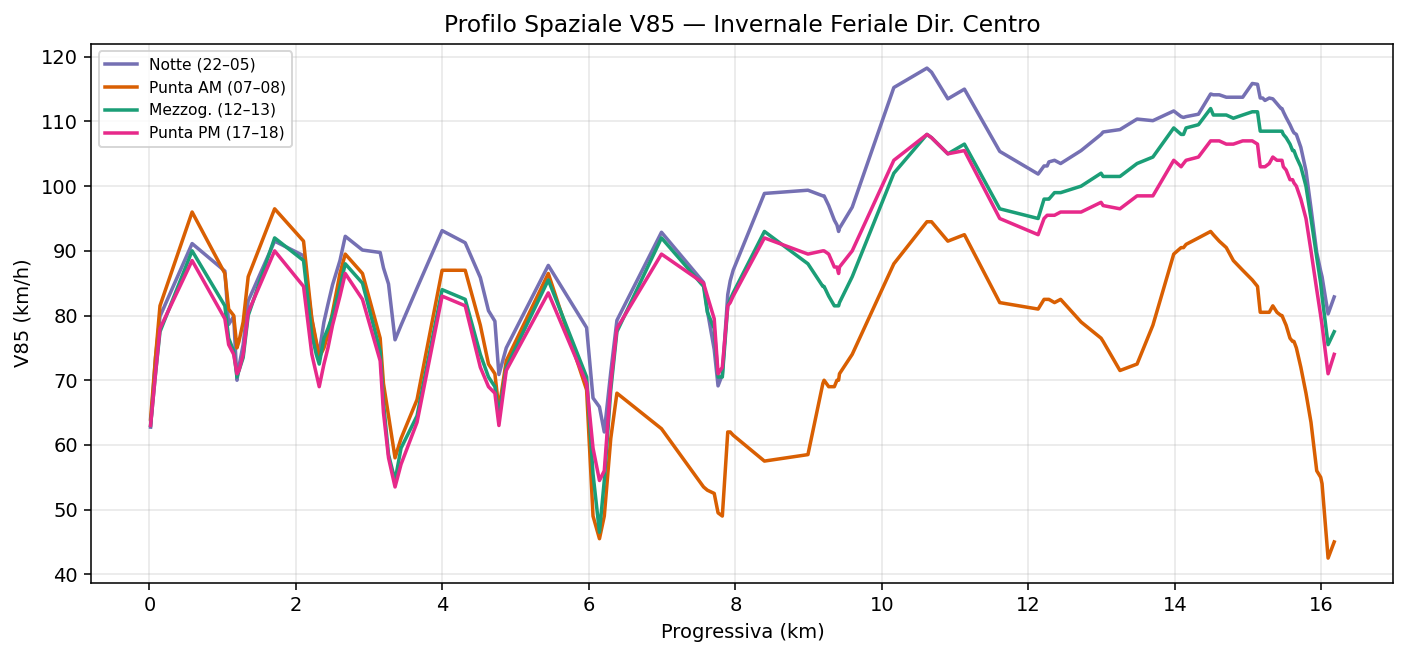 Profilo Spaziale V85 — Invernale Feriale Dir. Centro
Notte (22–05)
Punta AM (07–08)
Mezzog. (12–13)
Punta PM (17–18)
V85 (km/h)
120
110
100
90
80
70
60
50
40
0 2 4 6 8 10 12 14 16
Progressiva (km)